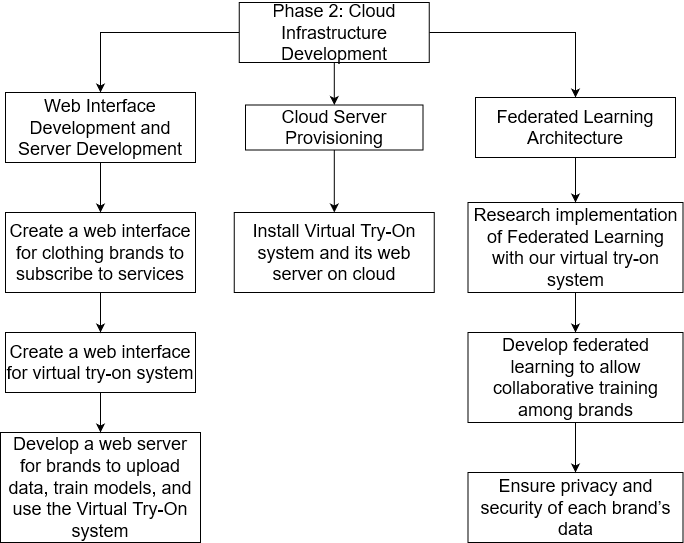 Phase 2: Cloud
Infrastructure
Development
Web Interface
Development and
Server Development
Create a web interface
for clothing brands to
subscribe to services
Create a web interface
for virtual try-on system
Develop a web server
for brands to upload
data, train models, and
use the Virtual Try-On
system
Cloud Server
Provisioning
Install Virtual Try-On
system and its web
server on cloud
Federated Learning
Architecture
Research implementation
of Federated Learning
with our virtual try-on
system
Develop federated
learning to allow
collaborative training
among brands
Ensure privacy and
security of each brand’s
data